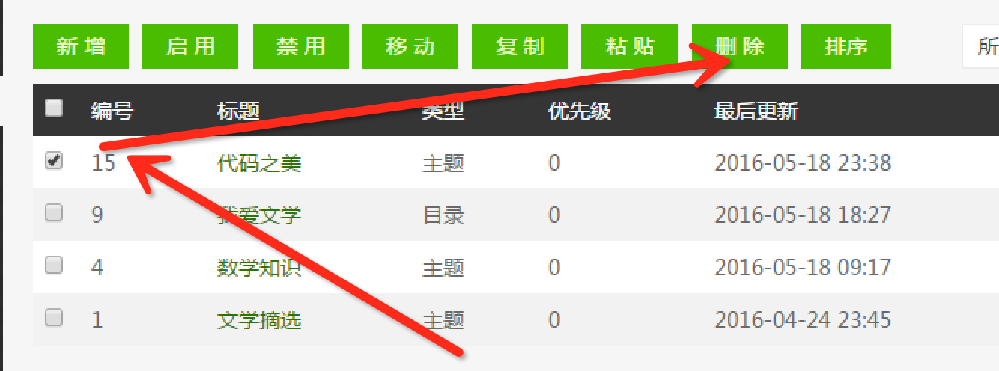 新增 启用 禁用 移动 复制 粘贴 删除 排序 所
编号 标题 类型 优先级 最后更新
15 代码之美 主题 0 2016-05-18 23:38
9 我爱文学 目录 0 2016-05-18 18:27
4 数学知识 主题 0 2016-05-18 09:17
1 文学摘选 主题 0 2016-04-24 23:45